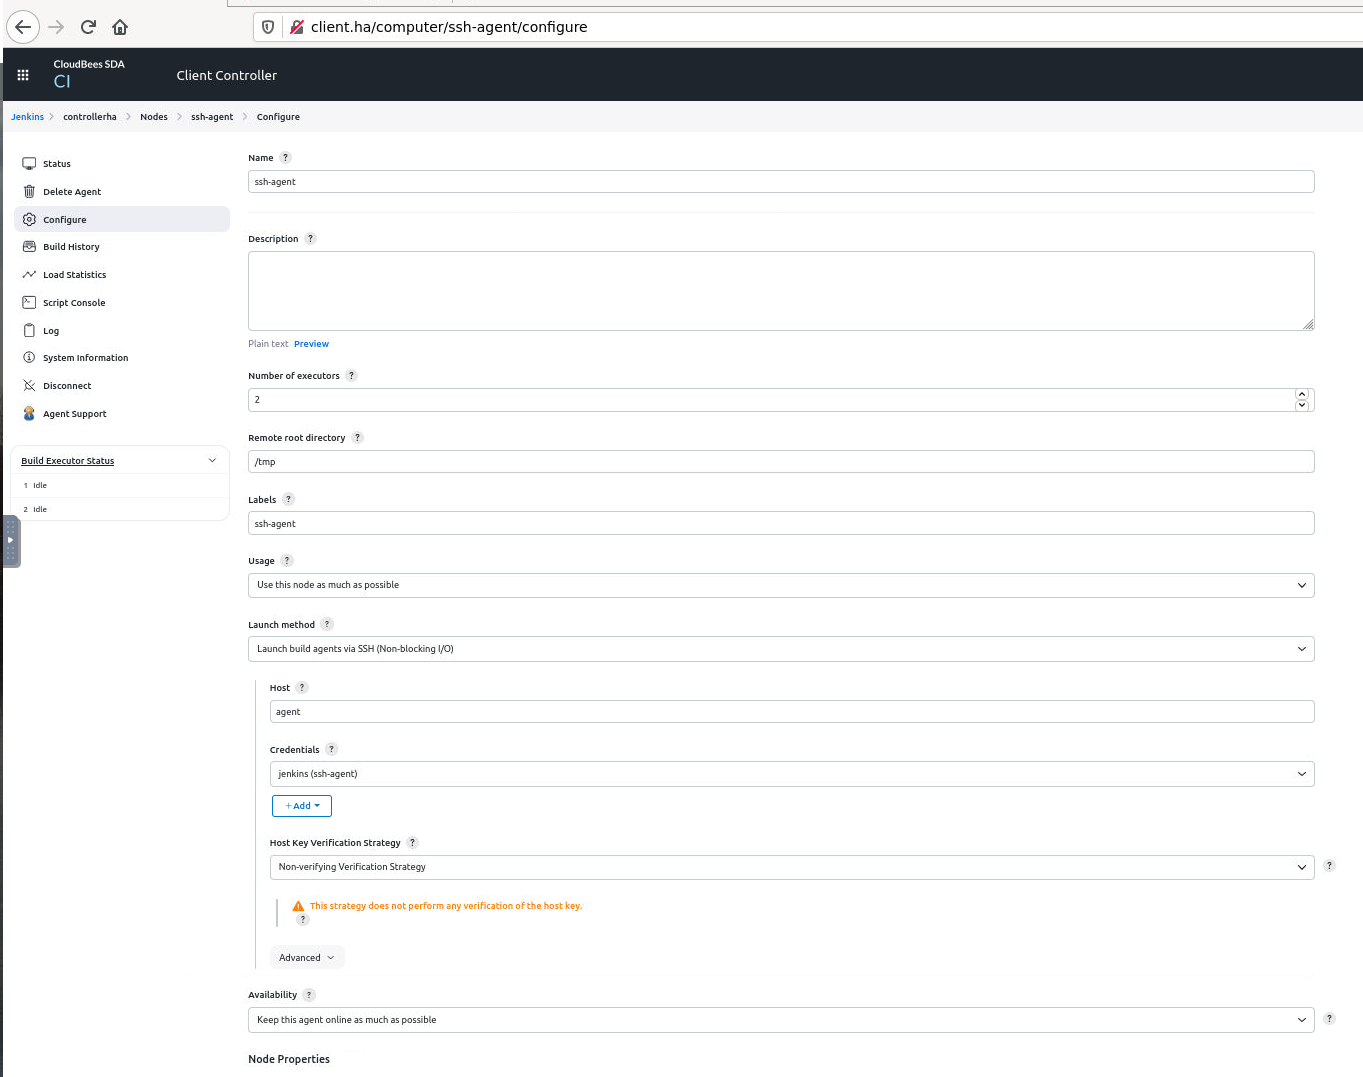 client.ha/computer/ssh-agent/configure
CloudBees SDA
CI
Client Controller
Jenkins > controllerha > Nodes > ssh-agent > Configure
Status
Delete Agent
Configure
Build History
Load Statistics
Script Console
Log
System Information
Disconnect
Agent Support
Build Executor Status
1 Idle
2 Idle
Name ?
ssh-agent
Description ?
Plain text Preview
Number of executors ?
2
Remote root directory ?
/tmp
Labels ?
ssh-agent
Usage ?
Use this node as much as possible
Launch method ?
Launch build agents via SSH (Non-blocking I/O)
Host ?
agent
Credentials ?
jenkins (ssh-agent)
+ Add
Host Key Verification Strategy ?
Non-verifying Verification Strategy
?
This strategy does not perform any verification of the host key.
?
Advanced
Availability ?
Keep this agent online as much as possible
?
Node Properties